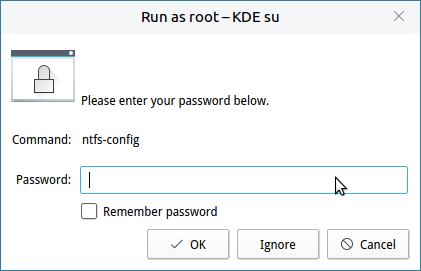 Run as root – KDE su
Please enter your password below.
Command: ntfs-config
Password:
Remember password
OK Ignore Cancel